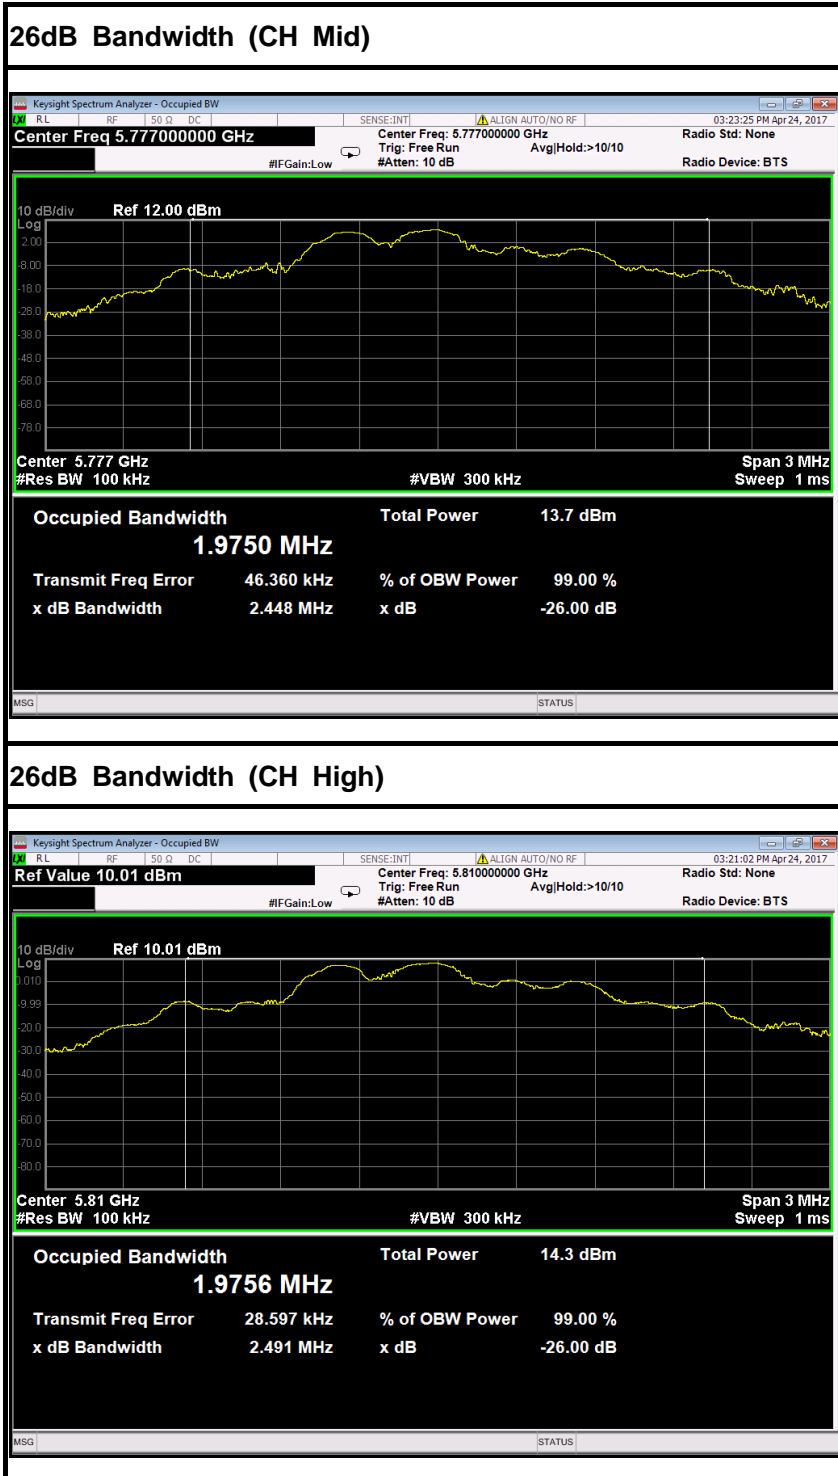 26dB Bandwidth (CH Mid)
Keysight Spectrum Analyzer - Occupied BW
LXI RL RF 50 Ω DC SENSE:INT ALIGN AUTO/NO RF 03:23:25 PM Apr 24, 2017
Center Freq 5.777000000 GHz Center Freq: 5.777000000 GHz Radio Std: None
Trig: Free Run Avg|Hold:>10/10
#IFGain:Low #Atten: 10 dB Radio Device: BTS
10 dB/div Ref 12.00 dBm
Log
2.00
-8.00
-18.0
-28.0
-38.0
-48.0
-58.0
-68.0
-78.0
Center 5.777 GHz Span 3 MHz
#Res BW 100 kHz #VBW 300 kHz Sweep 1 ms
Occupied Bandwidth Total Power 13.7 dBm
1.9750 MHz
Transmit Freq Error 46.360 kHz % of OBW Power 99.00 %
x dB Bandwidth 2.448 MHz x dB -26.00 dB
MSG STATUS
26dB Bandwidth (CH High)
Keysight Spectrum Analyzer - Occupied BW
LXI RL RF 50 Ω DC SENSE:INT ALIGN AUTO/NO RF 03:21:02 PM Apr 24, 2017
Ref Value 10.01 dBm Center Freq: 5.810000000 GHz Radio Std: None
Trig: Free Run Avg|Hold:>10/10
#IFGain:Low #Atten: 10 dB Radio Device: BTS
10 dB/div Ref 10.01 dBm
Log
0.010
-9.99
-20.0
-30.0
-40.0
-50.0
-60.0
-70.0
-80.0
Center 5.81 GHz Span 3 MHz
#Res BW 100 kHz #VBW 300 kHz Sweep 1 ms
Occupied Bandwidth Total Power 14.3 dBm
1.9756 MHz
Transmit Freq Error 28.597 kHz % of OBW Power 99.00 %
x dB Bandwidth 2.491 MHz x dB -26.00 dB
MSG STATUS